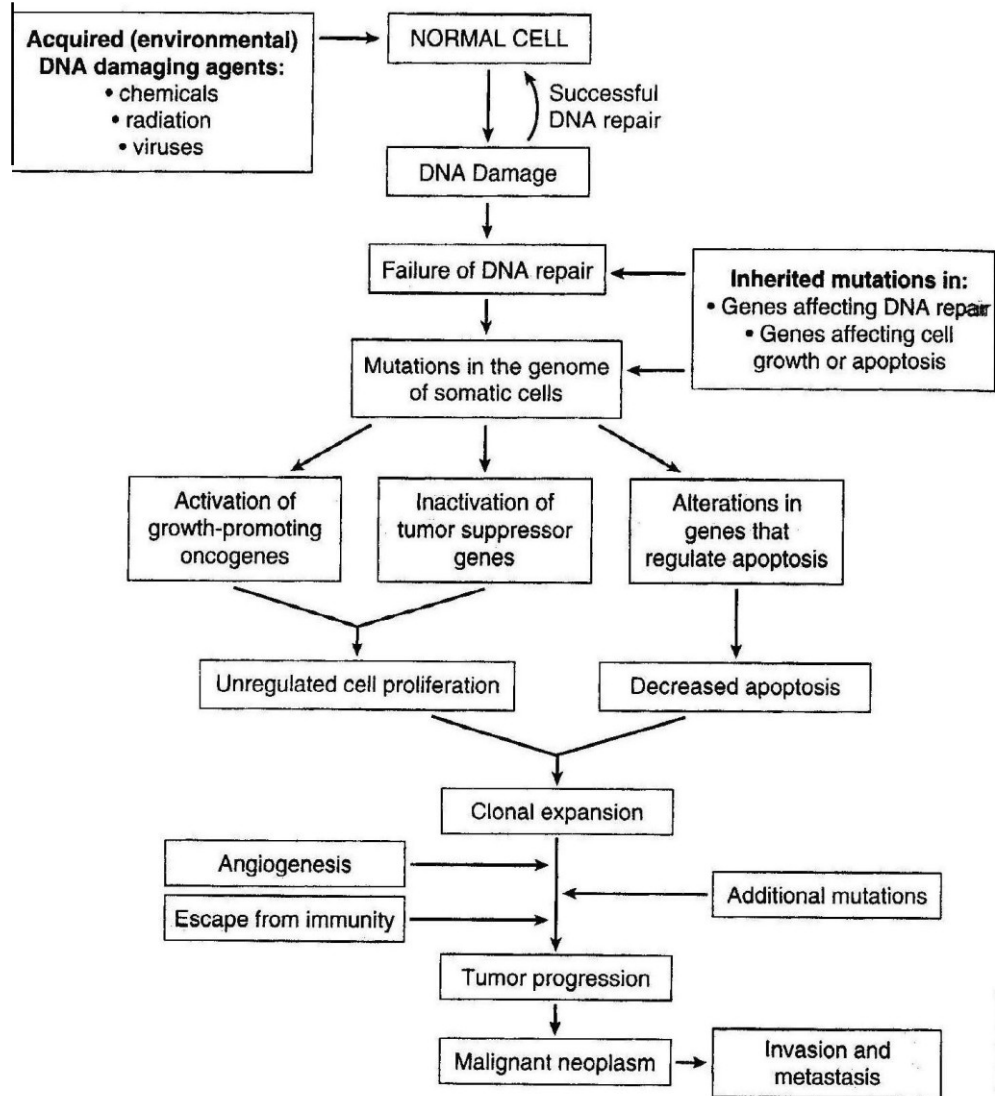 Acquired (environmental)
DNA damaging agents:
• chemicals
• radiation
• viruses
NORMAL CELL
Successful
DNA repair
DNA Damage
Failure of DNA repair
Inherited mutations in:
• Genes affecting DNA repair
• Genes affecting cell
growth or apoptosis
Mutations in the genome
of somatic cells
Activation of
growth-promoting
oncogenes
Inactivation of
tumor suppressor
genes
Alterations in
genes that
regulate apoptosis
Unregulated cell proliferation
Decreased apoptosis
Clonal expansion
Angiogenesis
Additional mutations
Escape from immunity
Tumor progression
Malignant neoplasm
Invasion and
metastasis